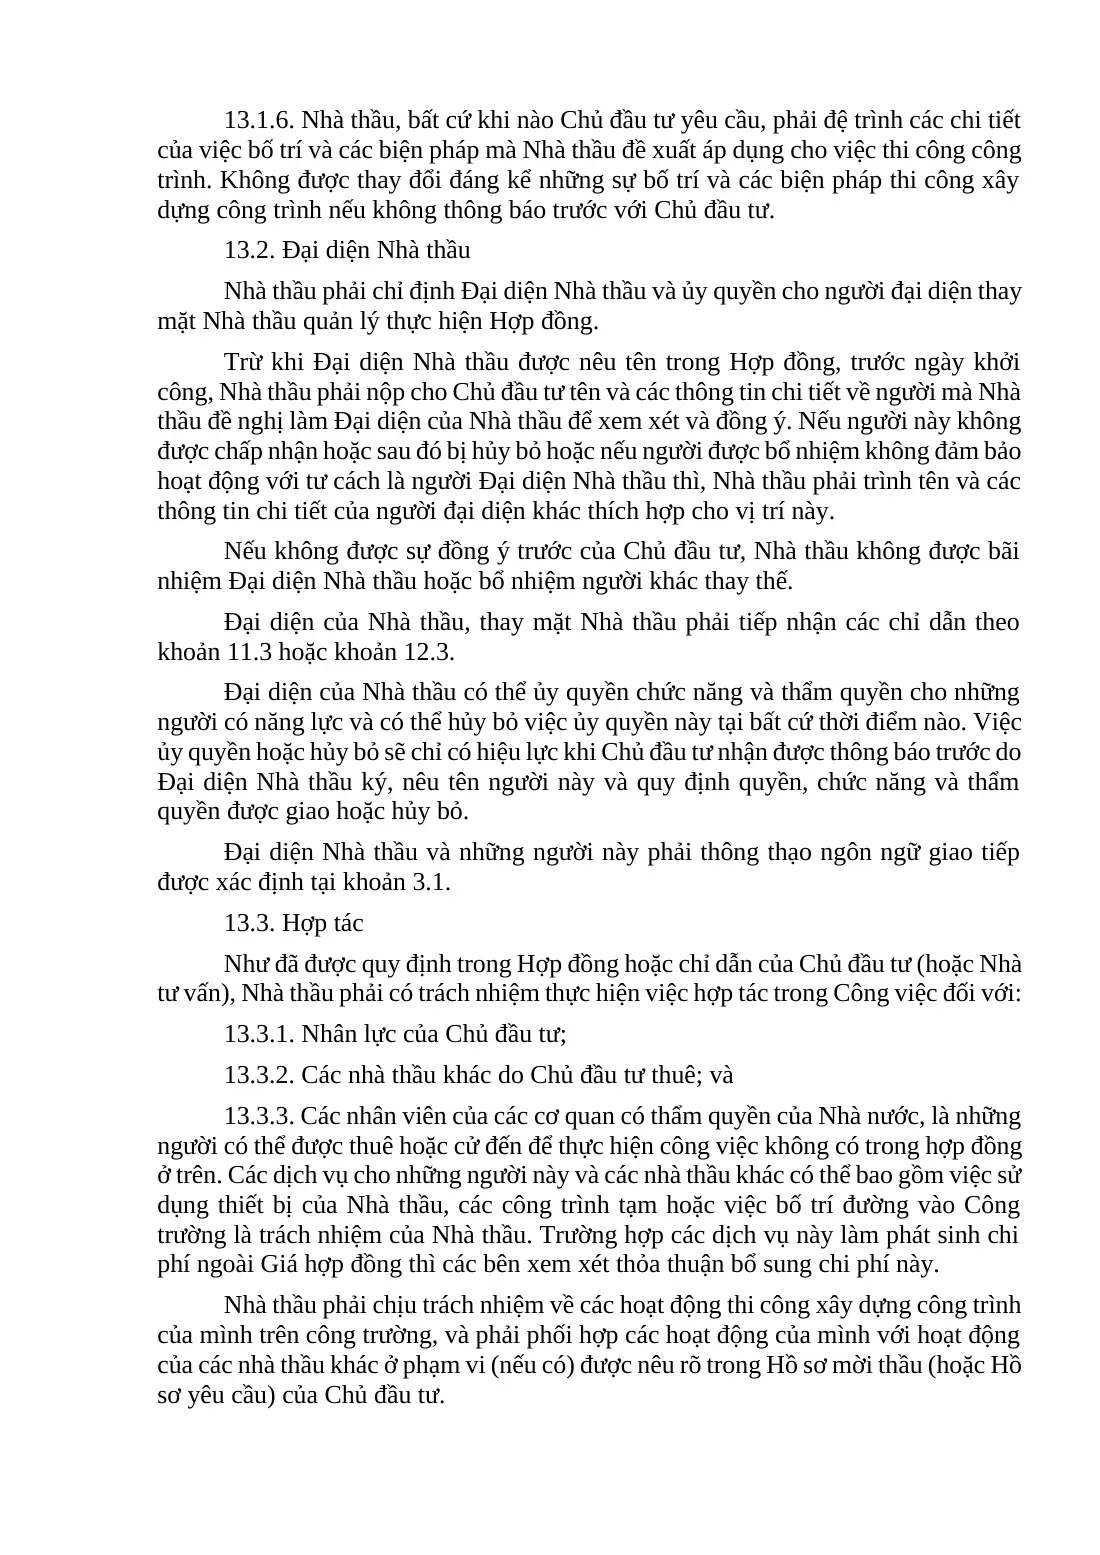 13.1.6. Nhà thầu, bất cứ khi nào Chủ đầu tư yêu cầu, phải đệ trình các chi tiết
của việc bố trí và các biện pháp mà Nhà thầu đề xuất áp dụng cho việc thi công công
trình. Không được thay đổi đáng kể những sự bố trí và các biện pháp thi công xây
dựng công trình nếu không thông báo trước với Chủ đầu tư.
13.2. Đại diện Nhà thầu
Nhà thầu phải chỉ định Đại diện Nhà thầu và ủy quyền cho người đại diện thay
mặt Nhà thầu quản lý thực hiện Hợp đồng.
Trừ khi Đại diện Nhà thầu được nêu tên trong Hợp đồng, trước ngày khởi
công, Nhà thầu phải nộp cho Chủ đầu tư tên và các thông tin chi tiết về người mà Nhà
thầu đề nghị làm Đại diện của Nhà thầu để xem xét và đồng ý. Nếu người này không
được chấp nhận hoặc sau đó bị hủy bỏ hoặc nếu người được bổ nhiệm không đảm bảo
hoạt động với tư cách là người Đại diện Nhà thầu thì, Nhà thầu phải trình tên và các
thông tin chi tiết của người đại diện khác thích hợp cho vị trí này.
Nếu không được sự đồng ý trước của Chủ đầu tư, Nhà thầu không được bãi
nhiệm Đại diện Nhà thầu hoặc bổ nhiệm người khác thay thế.
Đại diện của Nhà thầu, thay mặt Nhà thầu phải tiếp nhận các chỉ dẫn theo
khoản 11.3 hoặc khoản 12.3.
Đại diện của Nhà thầu có thể ủy quyền chức năng và thẩm quyền cho những
người có năng lực và có thể hủy bỏ việc ủy quyền này tại bất cứ thời điểm nào. Việc
ủy quyền hoặc hủy bỏ sẽ chỉ có hiệu lực khi Chủ đầu tư nhận được thông báo trước do
Đại diện Nhà thầu ký, nêu tên người này và quy định quyền, chức năng và thẩm
quyền được giao hoặc hủy bỏ.
Đại diện Nhà thầu và những người này phải thông thạo ngôn ngữ giao tiếp
được xác định tại khoản 3.1.
13.3. Hợp tác
Như đã được quy định trong Hợp đồng hoặc chỉ dẫn của Chủ đầu tư (hoặc Nhà
tư vấn), Nhà thầu phải có trách nhiệm thực hiện việc hợp tác trong Công việc đối với:
13.3.1. Nhân lực của Chủ đầu tư;
13.3.2. Các nhà thầu khác do Chủ đầu tư thuê; và
13.3.3. Các nhân viên của các cơ quan có thẩm quyền của Nhà nước, là những
người có thể được thuê hoặc cử đến để thực hiện công việc không có trong hợp đồng
ở trên. Các dịch vụ cho những người này và các nhà thầu khác có thể bao gồm việc sử
dụng thiết bị của Nhà thầu, các công trình tạm hoặc việc bố trí đường vào Công
trường là trách nhiệm của Nhà thầu. Trường hợp các dịch vụ này làm phát sinh chi
phí ngoài Giá hợp đồng thì các bên xem xét thỏa thuận bổ sung chi phí này.
Nhà thầu phải chịu trách nhiệm về các hoạt động thi công xây dựng công trình
của mình trên công trường, và phải phối hợp các hoạt động của mình với hoạt động
của các nhà thầu khác ở phạm vi (nếu có) được nêu rõ trong Hồ sơ mời thầu (hoặc Hồ
sơ yêu cầu) của Chủ đầu tư.